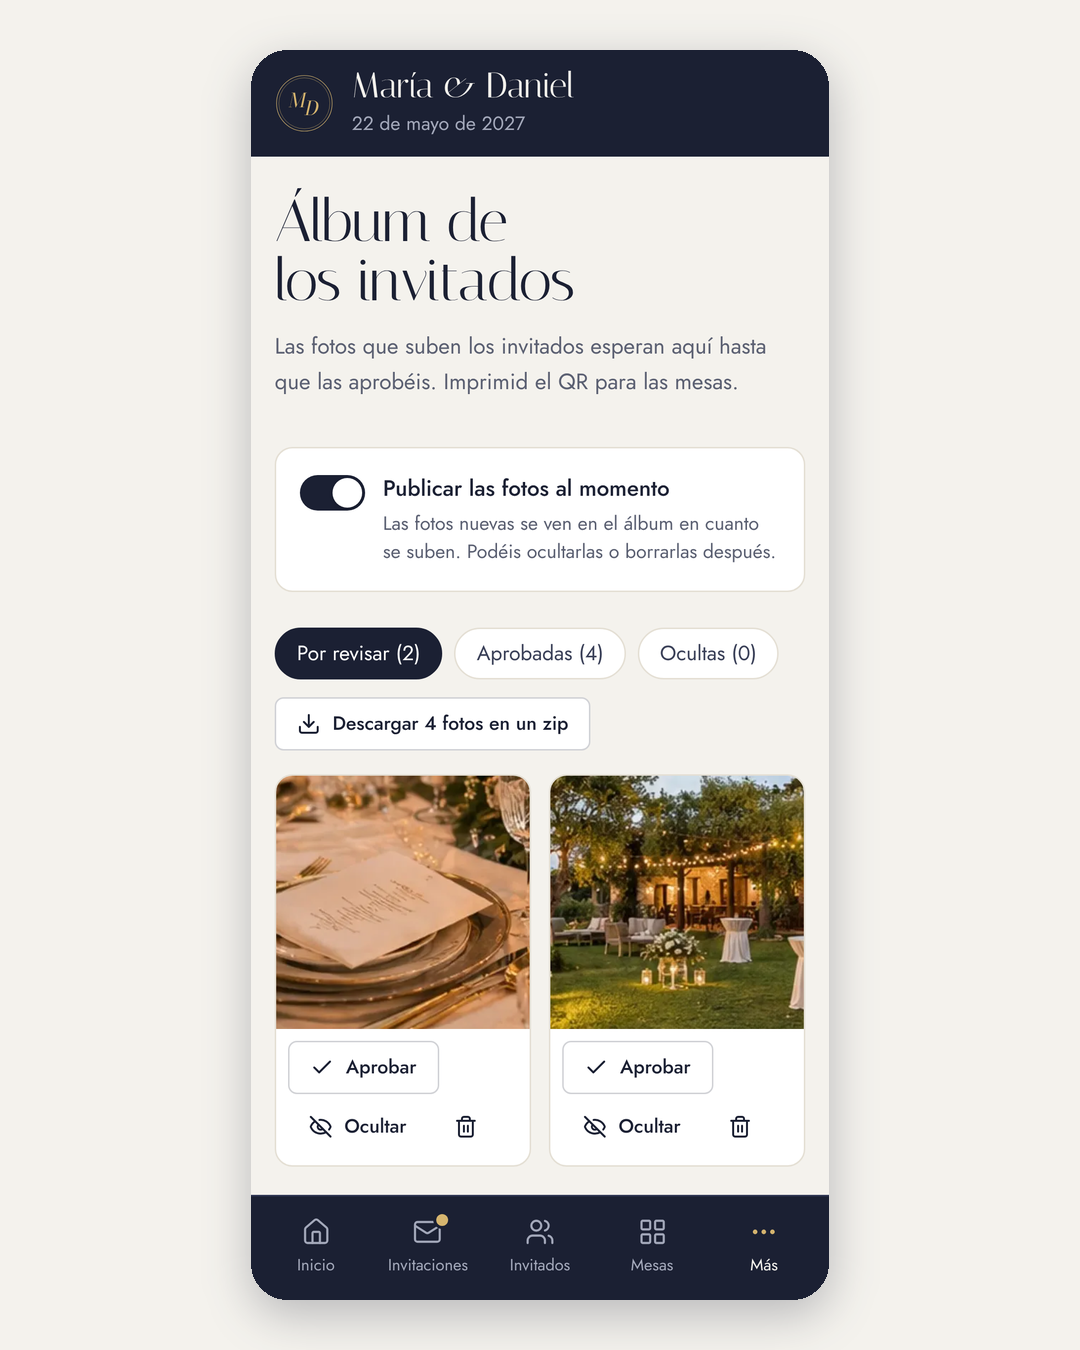 MD
María & Daniel
22 de mayo de 2027
Álbum de
los invitados
Las fotos que suben los invitados esperan aquí hasta
que las aprobéis. Imprimid el QR para las mesas.
Publicar las fotos al momento
Las fotos nuevas se ven en el álbum en cuanto
se suben. Podéis ocultarlas o borrarlas después.
Por revisar (2)
Aprobadas (4)
Ocultas (0)
Descargar 4 fotos en un zip
Aprobar
Ocultar
Aprobar
Ocultar
Inicio
Invitaciones
Invitados
Mesas
Más